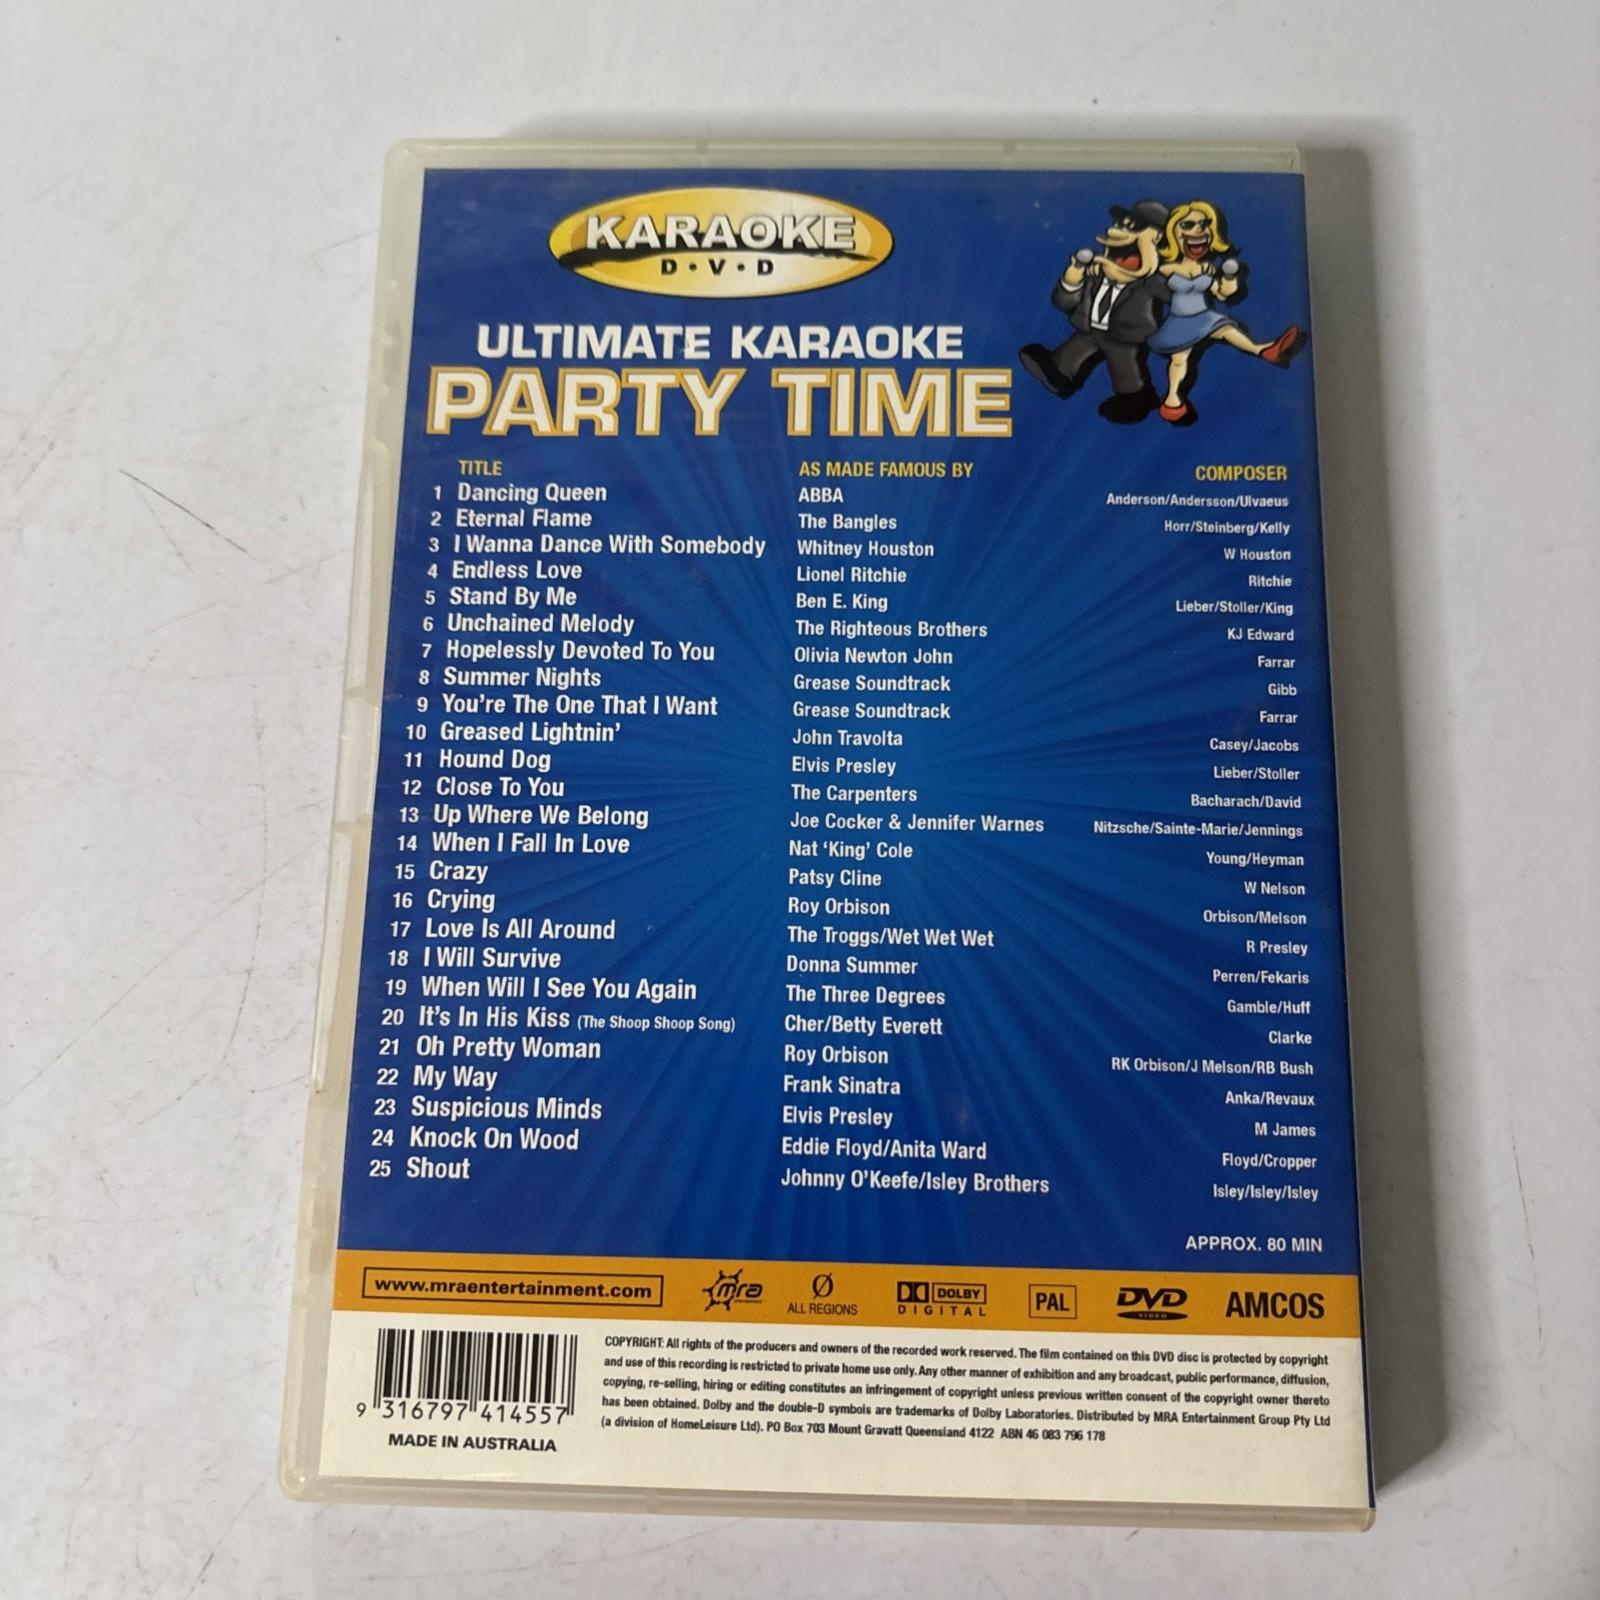 KARAOKE
D·V·D
ULTIMATE KARAOKE
PARTY TIME
TITLE AS MADE FAMOUS BY COMPOSER
1 Dancing Queen ABBA Anderson/Andersson/Ulvaeus
2 Eternal Flame The Bangles Horr/Steinberg/Kelly
3 I Wanna Dance With Somebody Whitney Houston W Houston
4 Endless Love Lionel Ritchie Ritchie
5 Stand By Me Ben E. King Lieber/Stoller/King
6 Unchained Melody The Righteous Brothers KJ Edward
7 Hopelessly Devoted To You Olivia Newton John Farrar
8 Summer Nights Grease Soundtrack Gibb
9 You're The One That I Want Grease Soundtrack Farrar
10 Greased Lightnin' John Travolta Casey/Jacobs
11 Hound Dog Elvis Presley Lieber/Stoller
12 Close To You The Carpenters Bacharach/David
13 Up Where We Belong Joe Cocker & Jennifer Warnes Nitzsche/Sainte-Marie/Jennings
14 When I Fall In Love Nat 'King' Cole Young/Heyman
15 Crazy Patsy Cline W Nelson
16 Crying Roy Orbison Orbison/Melson
17 Love Is All Around The Troggs/Wet Wet Wet R Presley
18 I Will Survive Donna Summer Perren/Fekaris
19 When Will I See You Again The Three Degrees Gamble/Huff
20 It's In His Kiss (The Shoop Shoop Song) Cher/Betty Everett Clarke
21 Oh Pretty Woman Roy Orbison RK Orbison/J Melson/RB Bush
22 My Way Frank Sinatra Anka/Revaux
23 Suspicious Minds Elvis Presley M James
24 Knock On Wood Eddie Floyd/Anita Ward Floyd/Cropper
25 Shout Johnny O'Keefe/Isley Brothers Isley/Isley/Isley
APPROX. 80 MIN
www.mraentertainment.com mra Ø ALL REGIONS DOLBY DIGITAL PAL DVD VIDEO AMCOS
COPYRIGHT: All rights of the producers and owners of the recorded work reserved. The film contained on this DVD disc is protected by copyright
and use of this recording is restricted to private home use only. Any other manner of exhibition and any broadcast, public performance, diffusion,
copying, re-selling, hiring or editing constitutes an infringement of copyright unless previous written consent of the copyright owner thereto
has been obtained. Dolby and the double-D symbols are trademarks of Dolby Laboratories. Distributed by MRA Entertainment Group Pty Ltd
(a division of HomeLeisure Ltd). PO Box 703 Mount Gravatt Queensland 4122 ABN 46 083 796 178
9 316797 414557
MADE IN AUSTRALIA